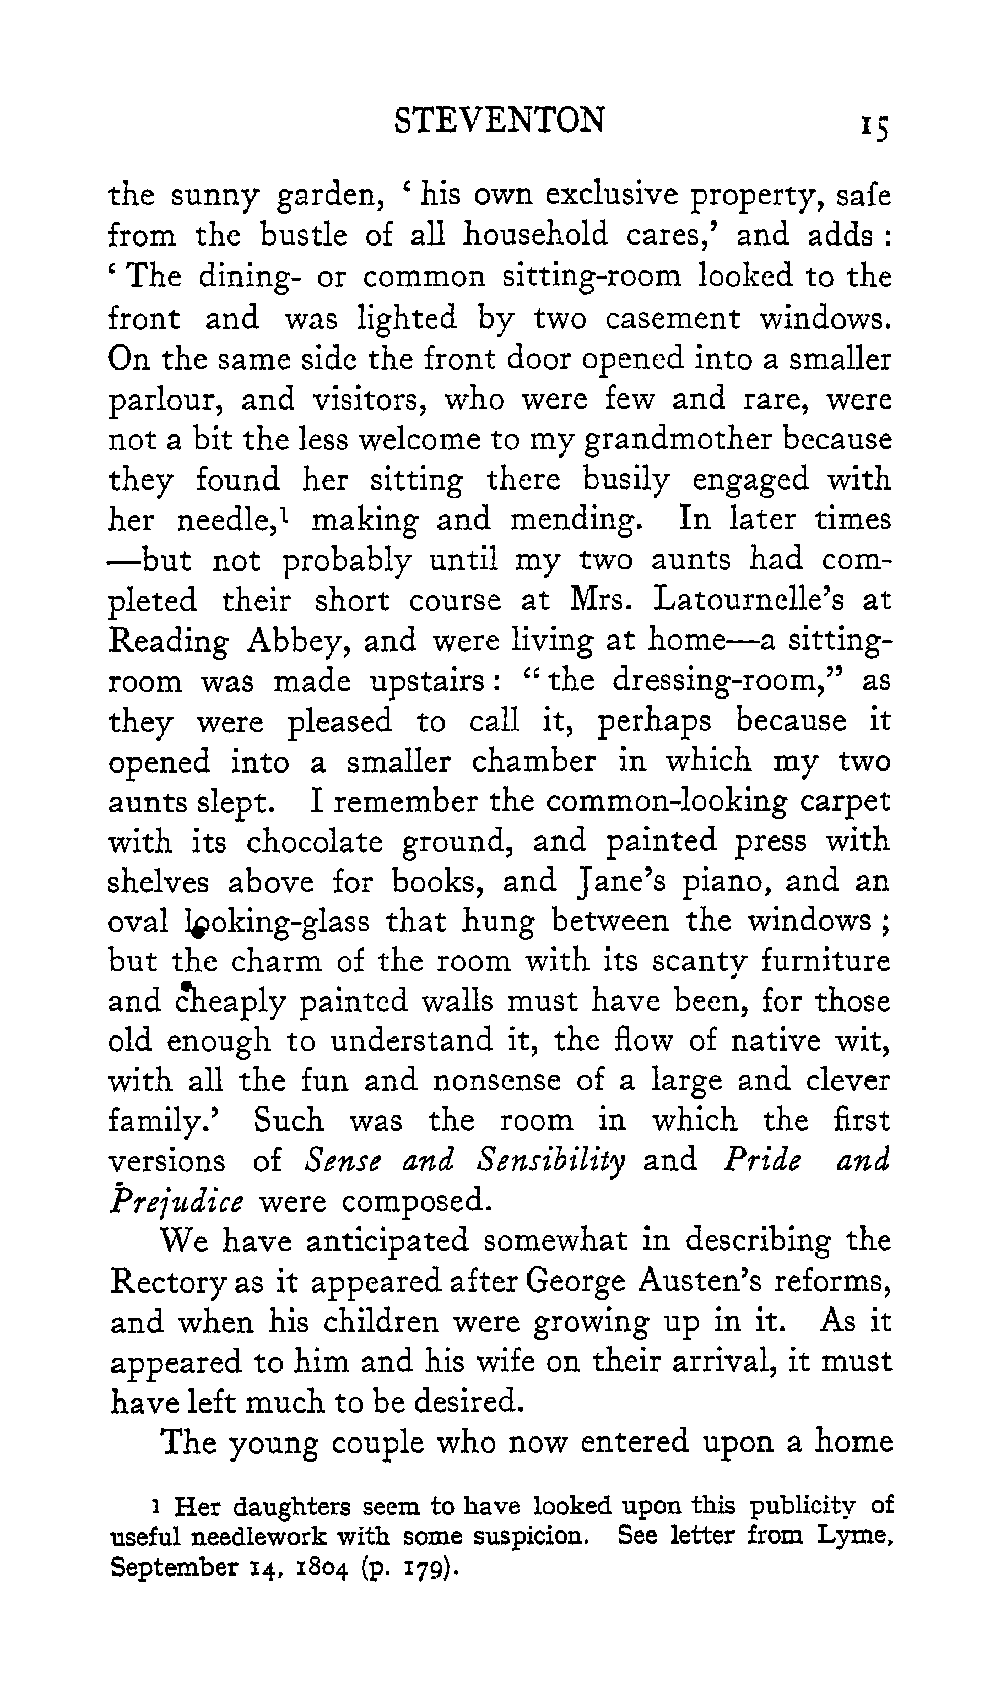 STEVENTON 15
the sunny garden, ‘ his own exclusive property, safe
from the bustle of all household cares,’ and adds :
‘ The dining- or common sitting-room looked to the
front and was lighted by two casement windows.
On the same side the front door opened into a smaller
parlour, and visitors, who were few and rare, were
not a bit the less welcome to my grandmother because
they found her sitting there busily engaged with
her needle,¹ making and mending. In later times
—but not probably until my two aunts had com-
pleted their short course at Mrs. Latournelle’s at
Reading Abbey, and were living at home—a sitting-
room was made upstairs : “ the dressing-room,” as
they were pleased to call it, perhaps because it
opened into a smaller chamber in which my two
aunts slept. I remember the common-looking carpet
with its chocolate ground, and painted press with
shelves above for books, and Jane’s piano, and an
oval looking-glass that hung between the windows ;
but the charm of the room with its scanty furniture
and cheaply painted walls must have been, for those
old enough to understand it, the flow of native wit,
with all the fun and nonsense of a large and clever
family.’ Such was the room in which the first
versions of Sense and Sensibility and Pride and
Prejudice were composed.
We have anticipated somewhat in describing the
Rectory as it appeared after George Austen’s reforms,
and when his children were growing up in it. As it
appeared to him and his wife on their arrival, it must
have left much to be desired.
The young couple who now entered upon a home
1 Her daughters seem to have looked upon this publicity of
useful needlework with some suspicion. See letter from Lyme,
September 14, 1804 (p. 179).